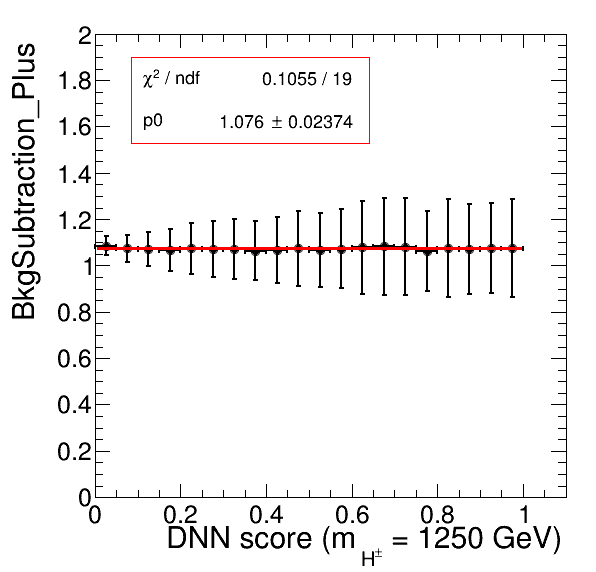 BkgSubtraction_Plus
2
1.8
1.6
1.4
1.2
1
0.8
0.6
0.4
0.2
0
χ² / ndf 0.1055 / 19
p0 1.076 ± 0.02374
0 0.2 0.4 0.6 0.8 1
DNN score (m_H± = 1250 GeV)